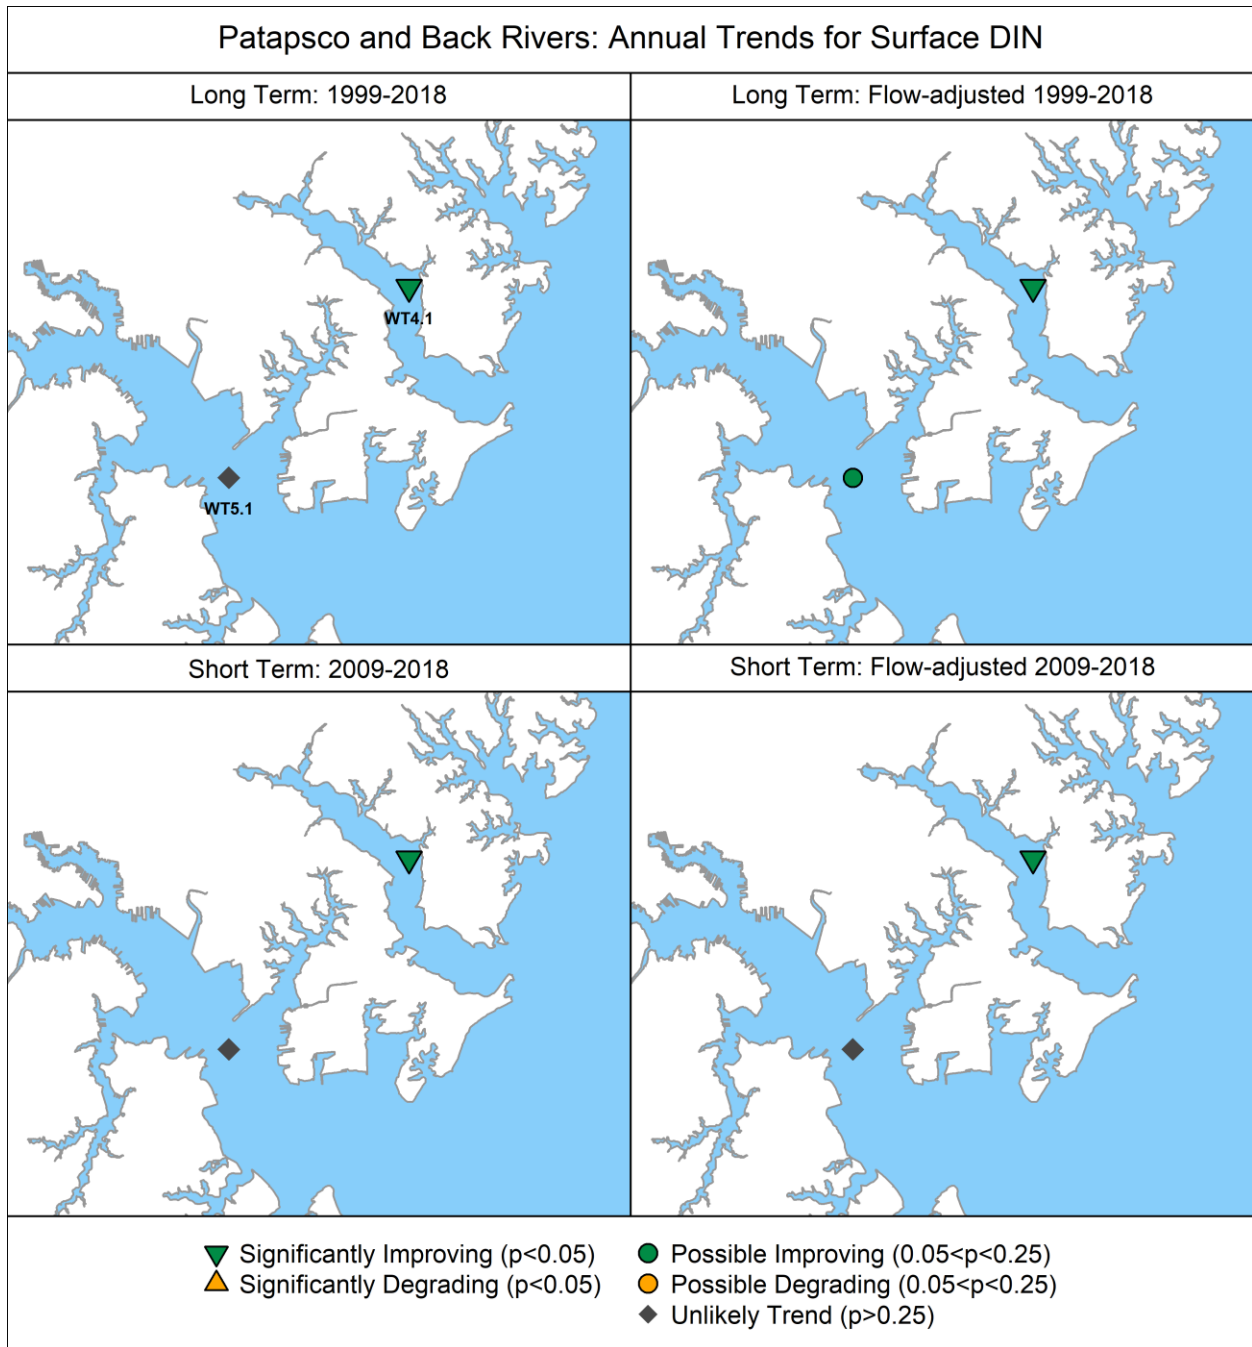 Patapsco and Back Rivers: Annual Trends for Surface DIN
Long Term: 1999-2018
Long Term: Flow-adjusted 1999-2018
WT4.1
WT5.1
Short Term: 2009-2018
Short Term: Flow-adjusted 2009-2018
Significantly Improving (p<0.05)
Possible Improving (0.05<p<0.25)
Significantly Degrading (p<0.05)
Possible Degrading (0.05<p<0.25)
Unlikely Trend (p>0.25)